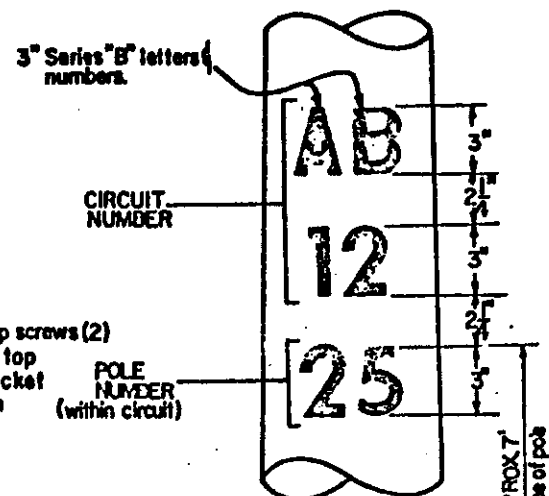 3" Series "B" letters &
numbers.
AB
3"
2 1/4"
CIRCUIT
NUMBER
12
3"
2 1/4"
p screws (2)
top
cket
POLE
NUMBER
(within circuit)
25
3"
ROX. 7'
e of pole